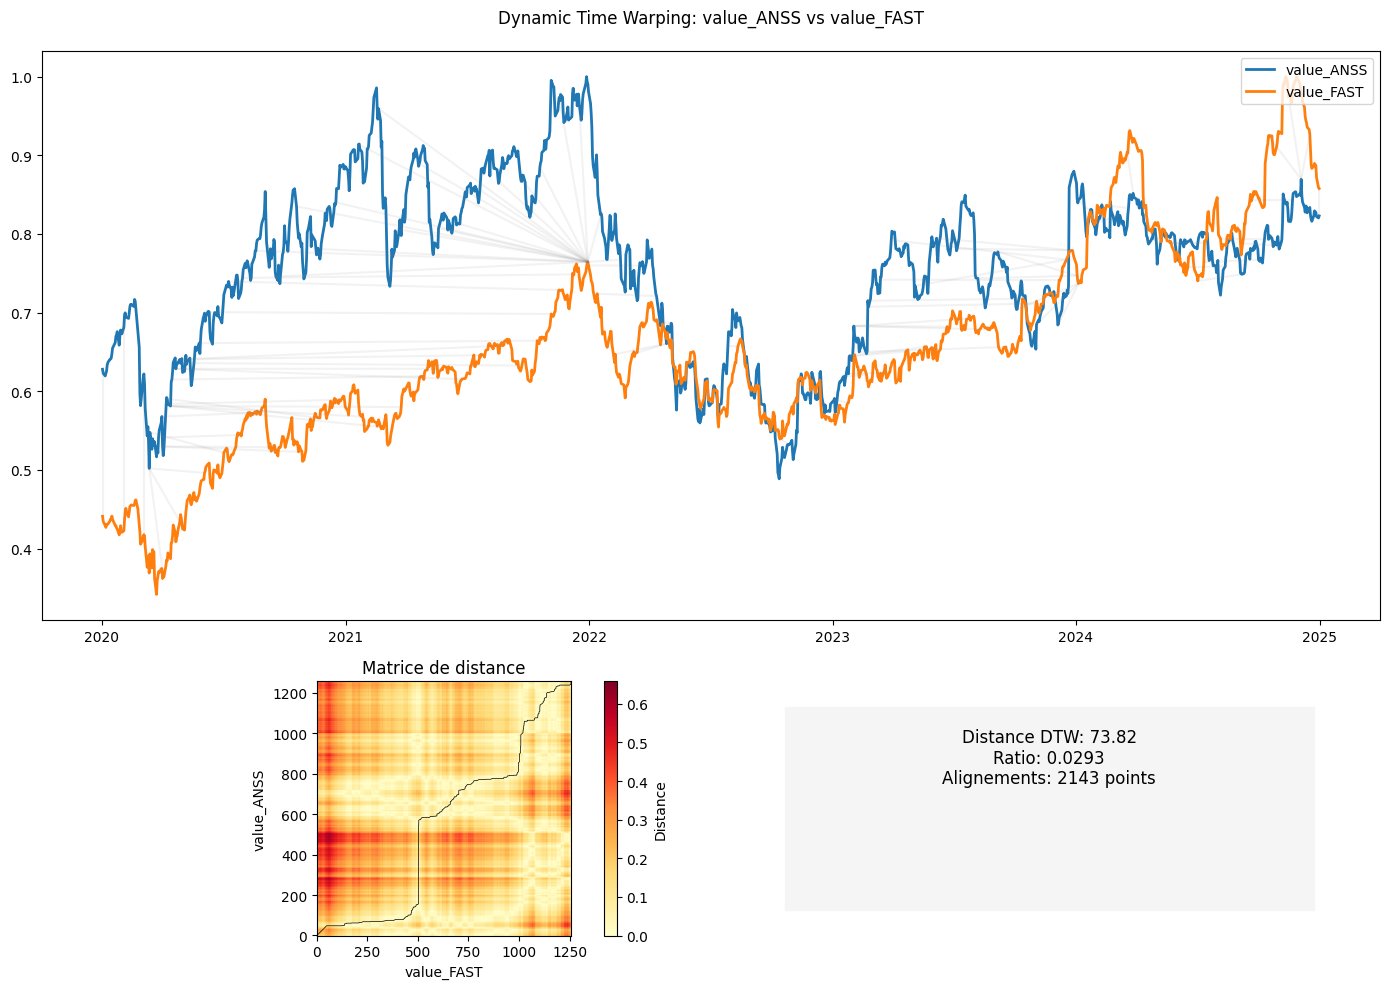 Dynamic Time Warping: value_ANSS vs value_FAST
value_ANSS
value_FAST
1.0
0.9
0.8
0.7
0.6
0.5
0.4
2020 2021 2022 2023 2024 2025
Matrice de distance
1200
1000
800
600
400
200
0
value_ANSS
0 250 500 750 1000 1250
value_FAST
0.6
0.5
0.4
0.3
0.2
0.1
0.0
Distance
Distance DTW: 73.82
Ratio: 0.0293
Alignements: 2143 points